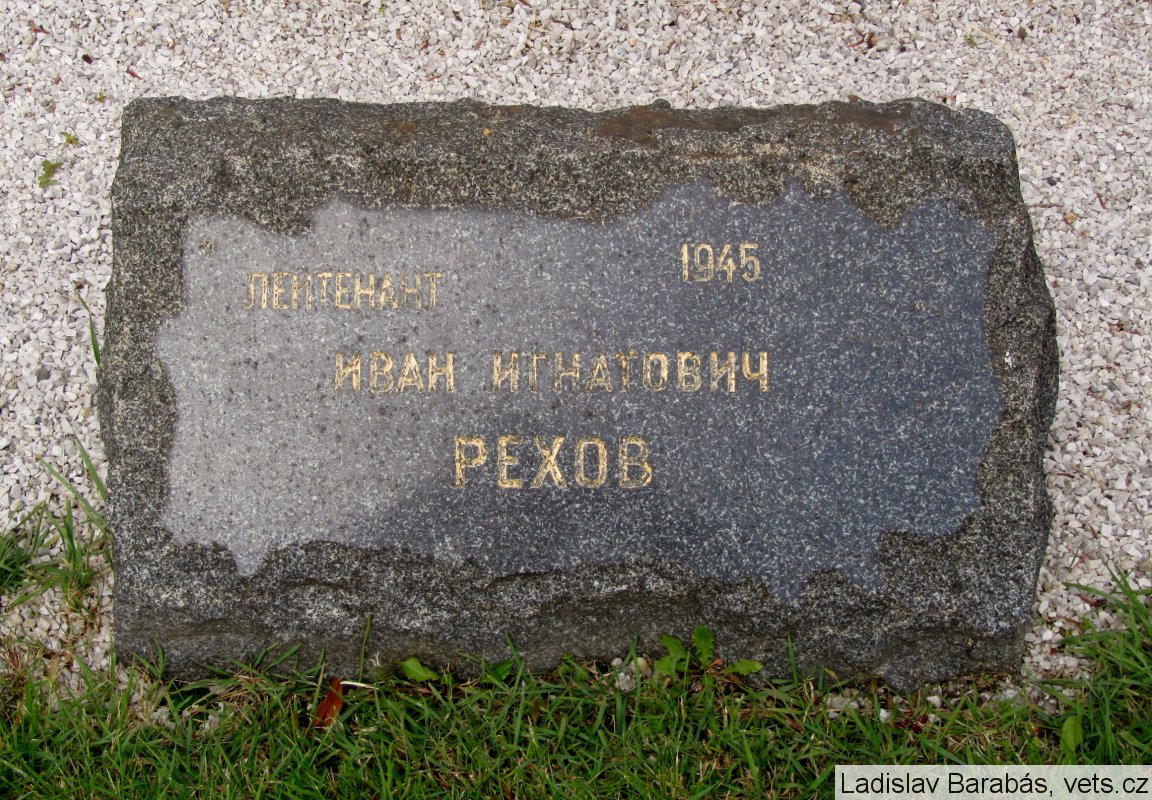 ЛЕЙТЕНАНТ 1945
ИВАН ИГНАТОВИЧ
РЕХОВ
Ladislav Barabás, vets.cz